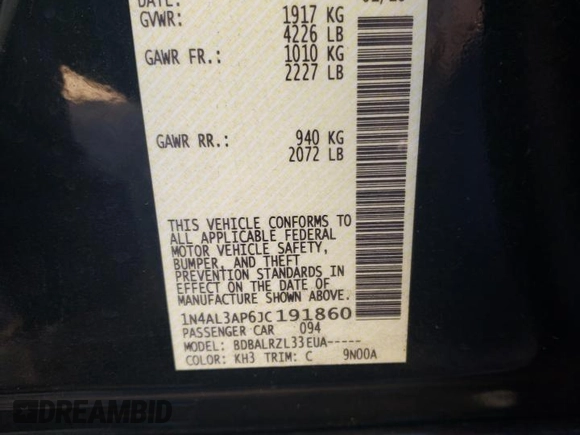 DATE:
GVWR: 1917 KG
4226 LB
GAWR FR.: 1010 KG
2227 LB
GAWR RR.: 940 KG
2072 LB
THIS VEHICLE CONFORMS TO
ALL APPLICABLE FEDERAL
MOTOR VEHICLE SAFETY,
BUMPER, AND THEFT
PREVENTION STANDARDS IN
EFFECT ON THE DATE OF
MANUFACTURE SHOWN ABOVE.
1N4AL3AP6JC191860
PASSENGER CAR 094
MODEL: BDBALRZL33EUA-----
COLOR: KH3 TRIM: C 9N00A
DREAMBID